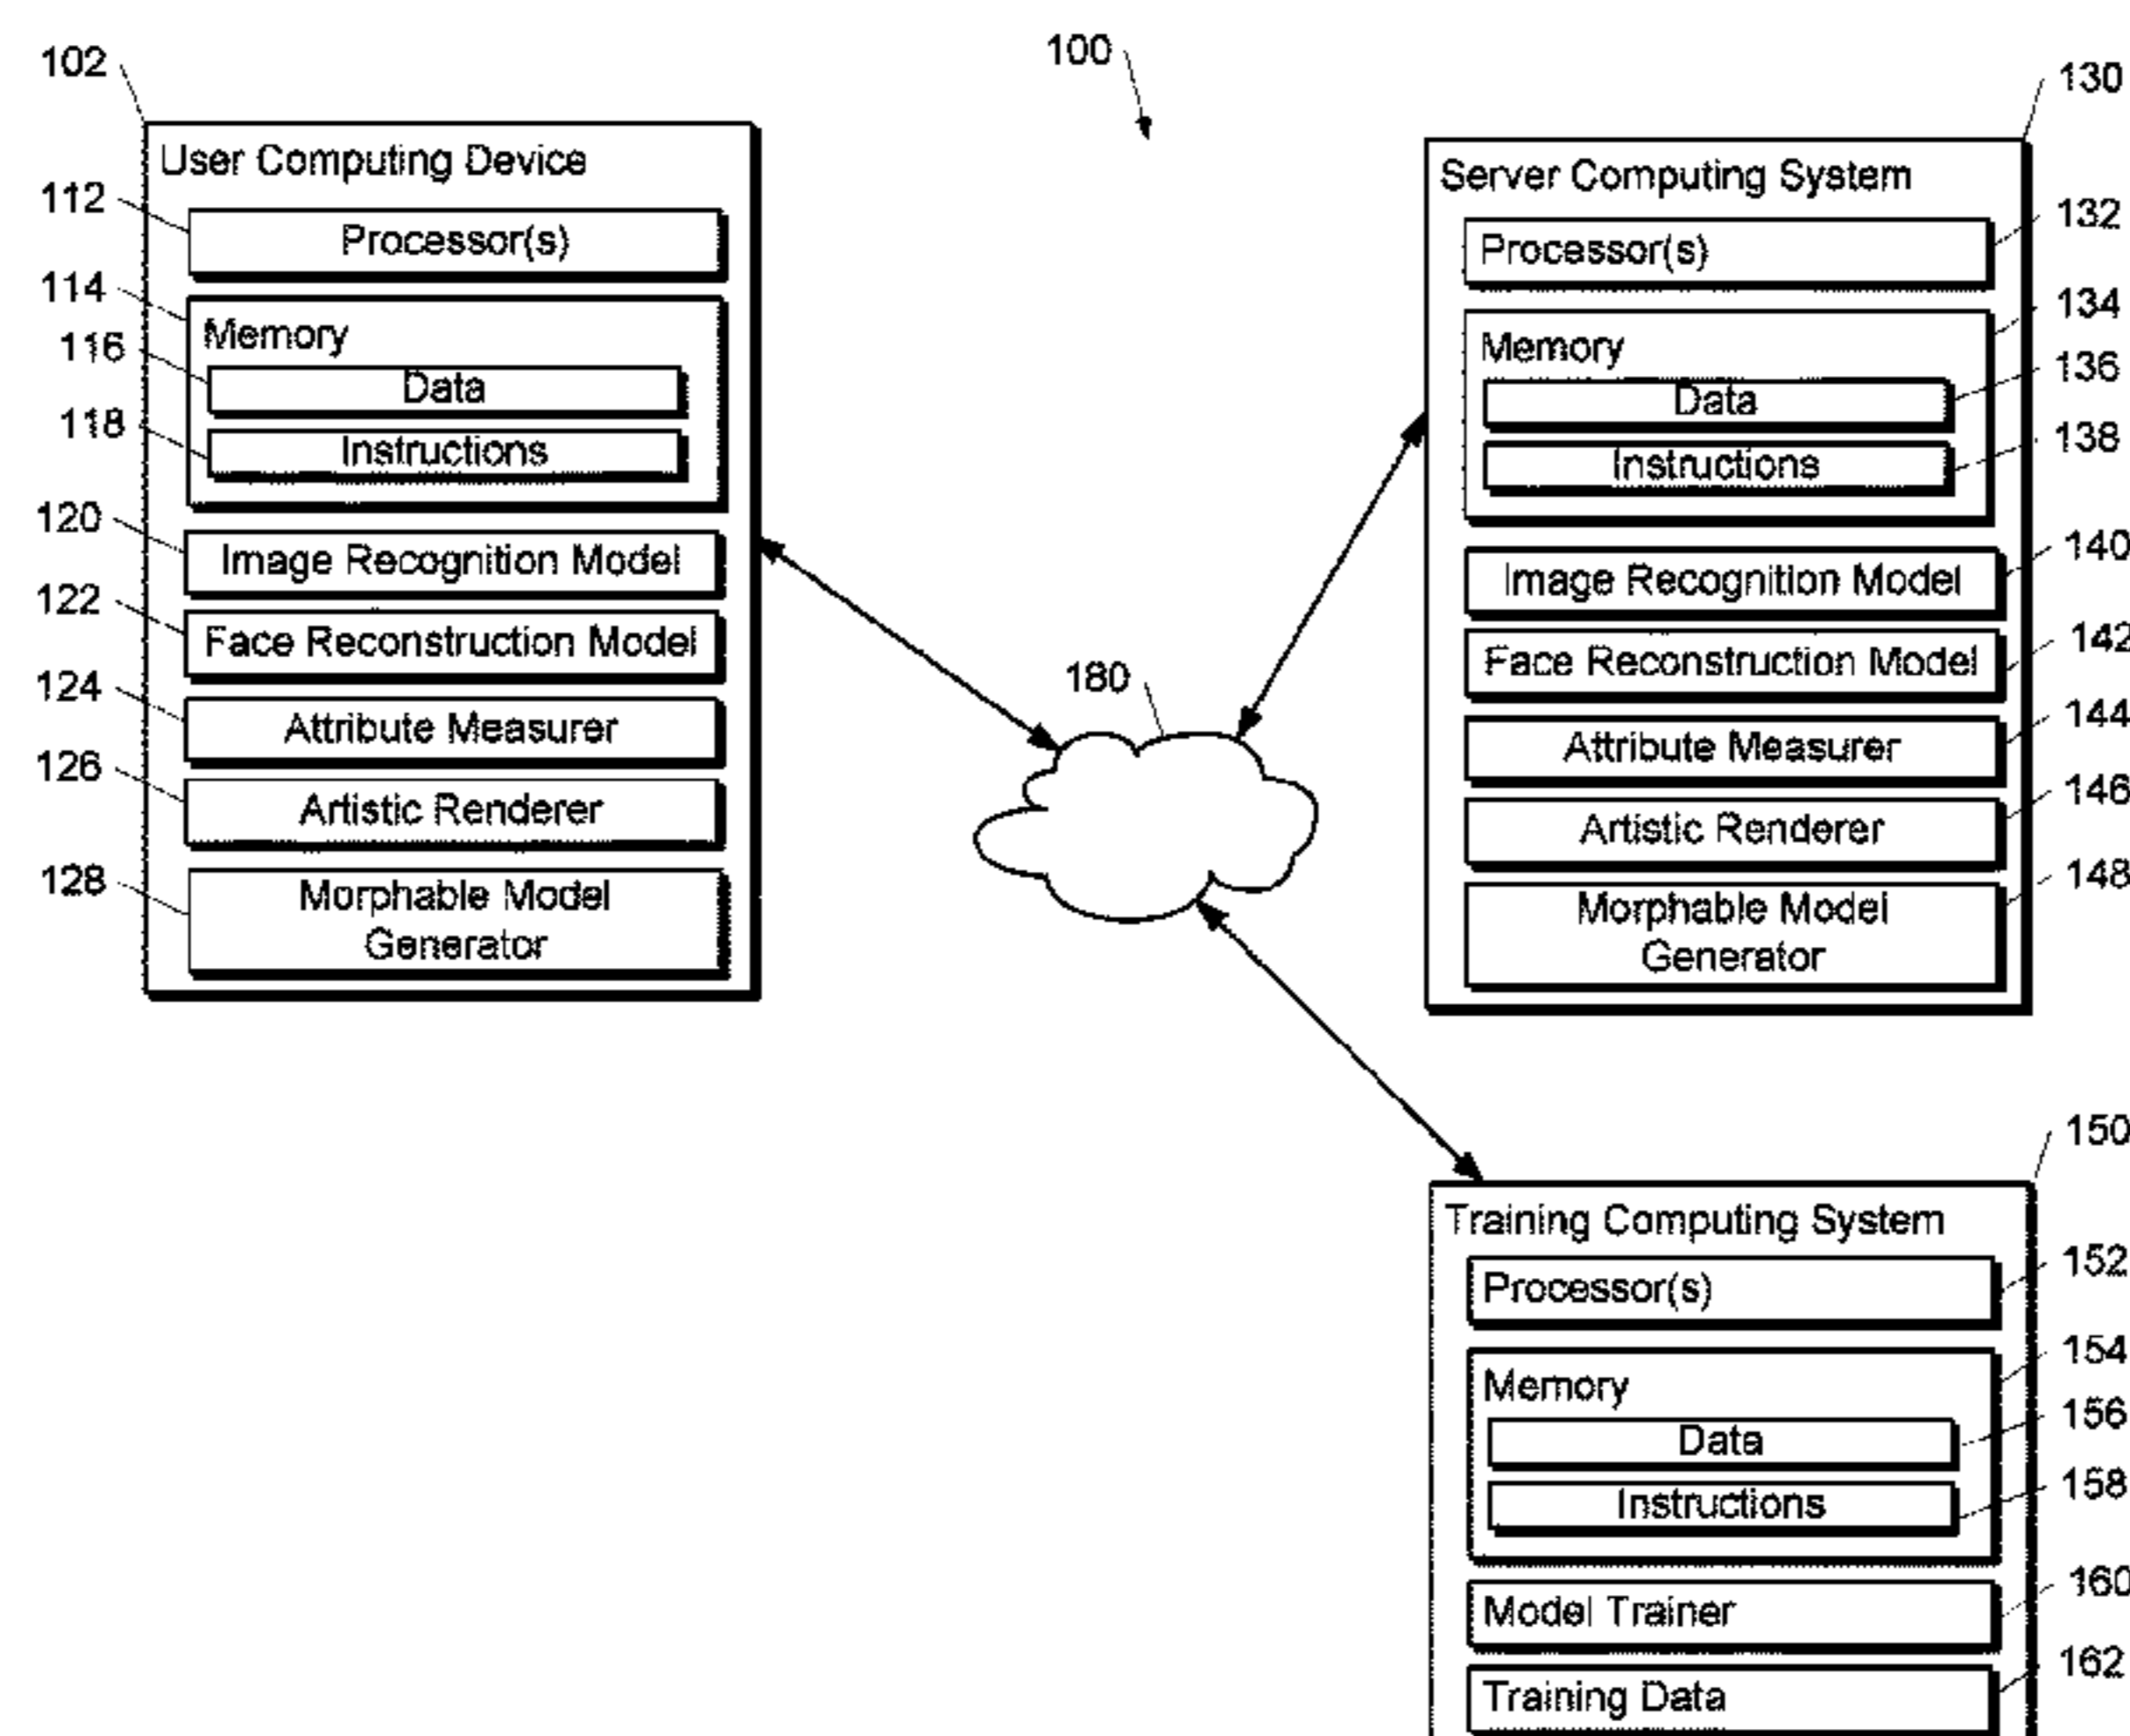 100
102
User Computing Device
112
Processor(s)
114
Memory
116
Data
118
Instructions
120
Image Recognition Model
122
Face Reconstruction Model
124
Attribute Measurer
126
Artistic Renderer
128
Morphable Model
Generator
180
130
Server Computing System
132
Processor(s)
134
Memory
136
Data
138
Instructions
140
Image Recognition Model
142
Face Reconstruction Model
144
Attribute Measurer
146
Artistic Renderer
148
Morphable Model
Generator
150
Training Computing System
152
Processor(s)
154
Memory
156
Data
158
Instructions
160
Model Trainer
162
Training Data